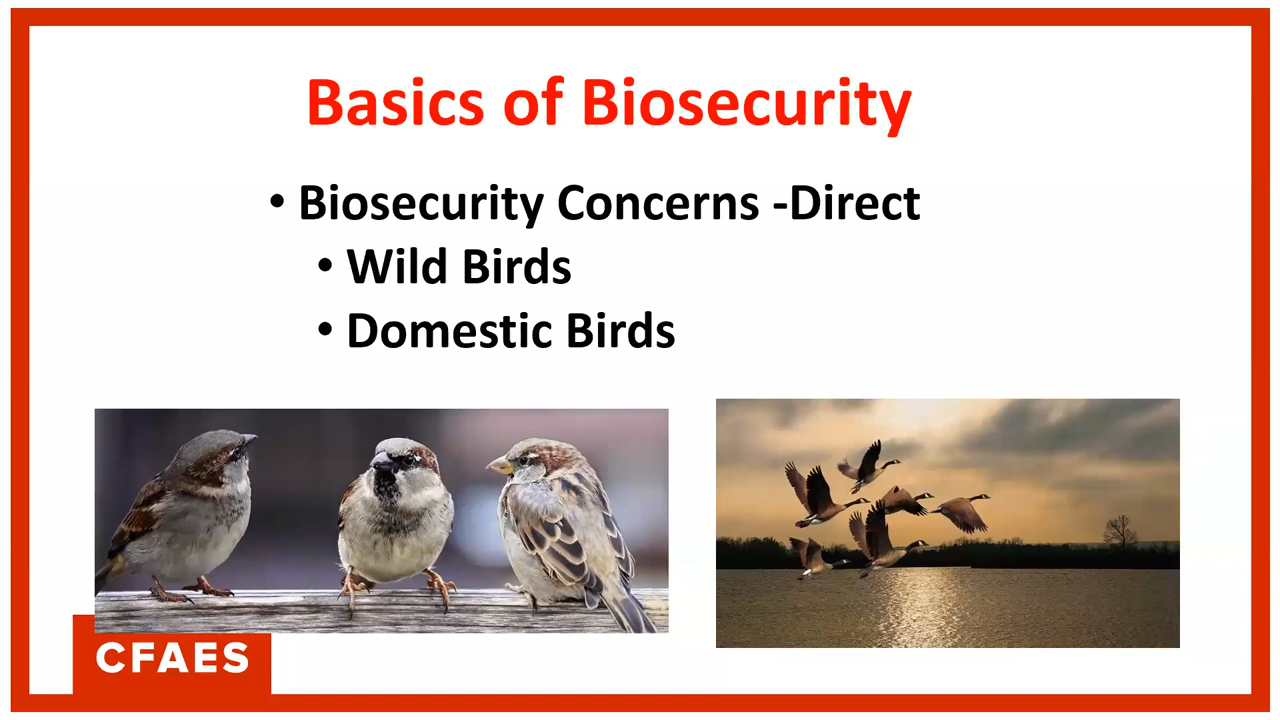 Basics of Biosecurity
• Biosecurity Concerns -Direct
• Wild Birds
• Domestic Birds
CFAES